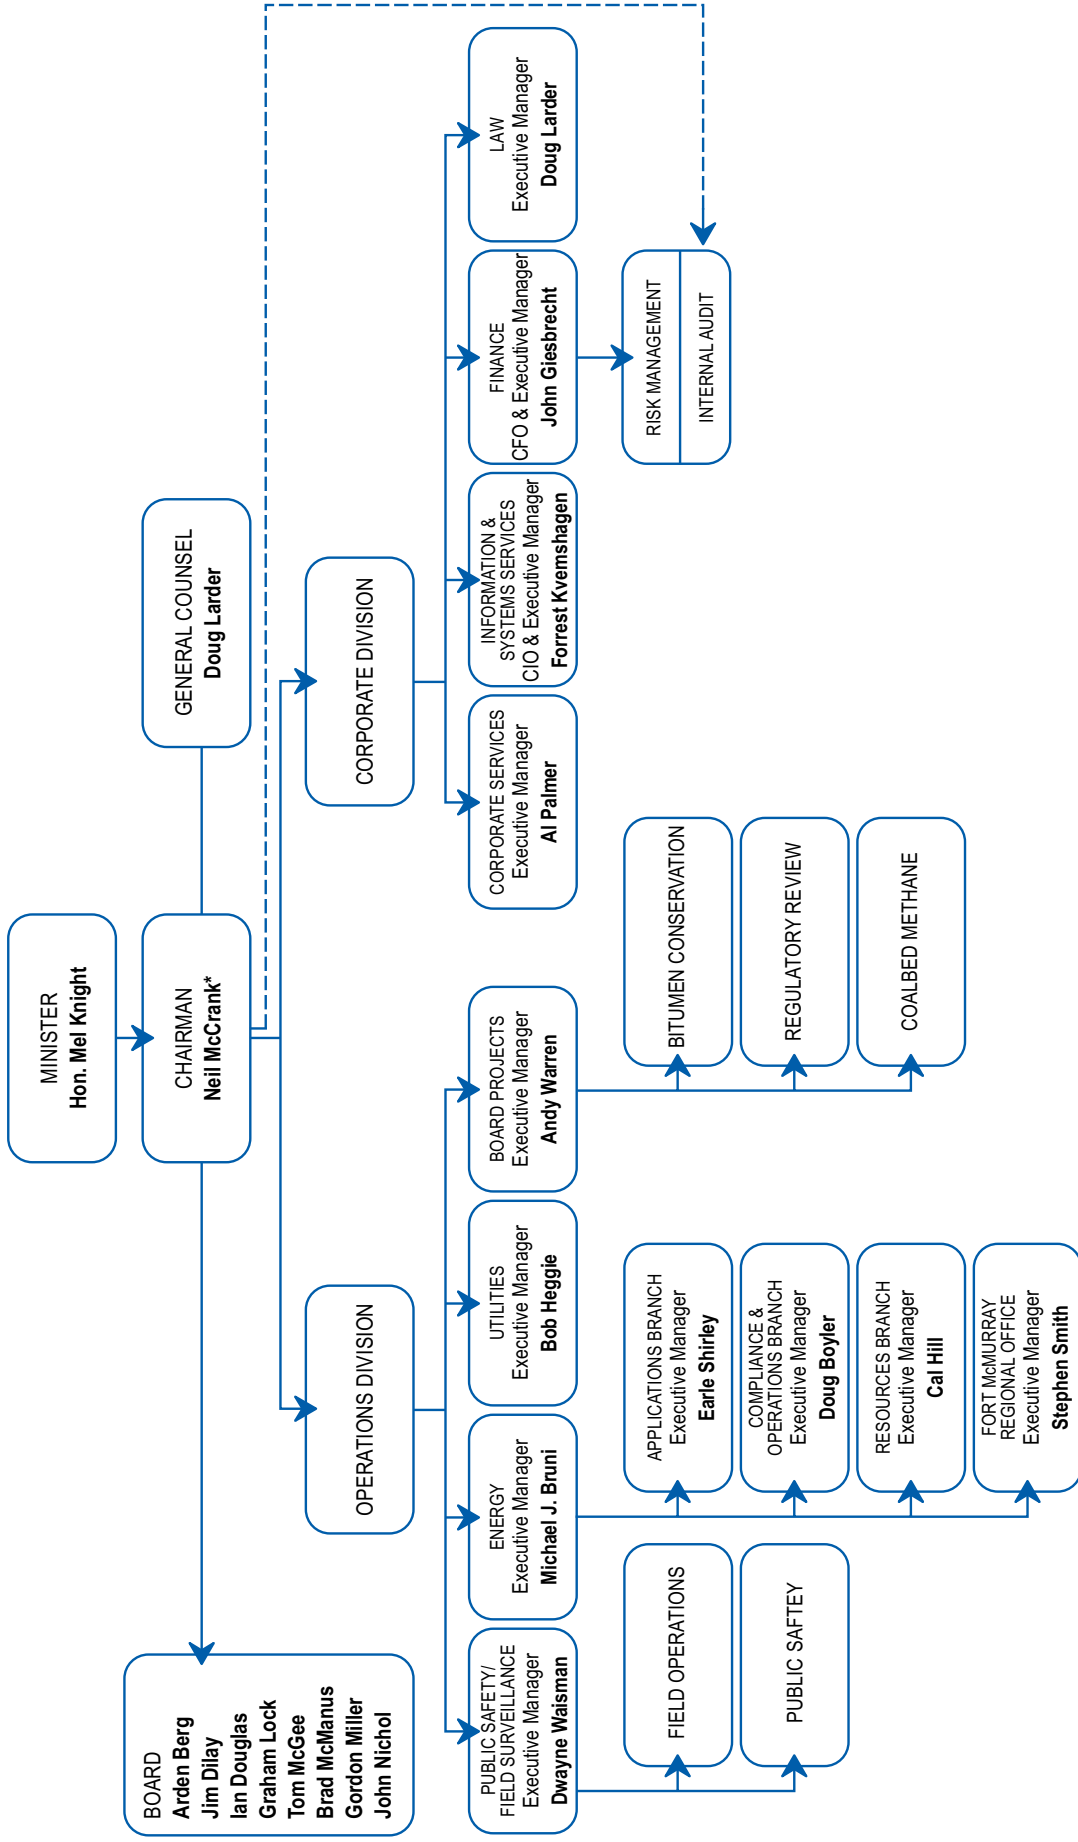 MINISTER
Hon. Mel Knight
CHAIRMAN
Neil McCrank*
GENERAL COUNSEL
Doug Larder
BOARD
Arden Berg
Jim Dilay
Ian Douglas
Graham Lock
Tom McGee
Brad McManus
Gordon Miller
John Nichol
OPERATIONS DIVISION
CORPORATE DIVISION
PUBLIC SAFETY/
FIELD SURVEILLANCE
Executive Manager
Dwayne Waisman
ENERGY
Executive Manager
Michael J. Bruni
UTILITIES
Executive Manager
Bob Heggie
BOARD PROJECTS
Executive Manager
Andy Warren
CORPORATE SERVICES
Executive Manager
Al Palmer
INFORMATION &
SYSTEMS SERVICES
CIO & Executive Manager
Forrest Kvemshagen
FINANCE
CFO & Executive Manager
John Giesbrecht
LAW
Executive Manager
Doug Larder
FIELD OPERATIONS
PUBLIC SAFTEY
APPLICATIONS BRANCH
Executive Manager
Earle Shirley
COMPLIANCE &
OPERATIONS BRANCH
Executive Manager
Doug Boyler
RESOURCES BRANCH
Executive Manager
Cal Hill
FORT McMURRAY
REGIONAL OFFICE
Executive Manager
Stephen Smith
BITUMEN CONSERVATION
REGULATORY REVIEW
COALBED METHANE
RISK MANAGEMENT
INTERNAL AUDIT